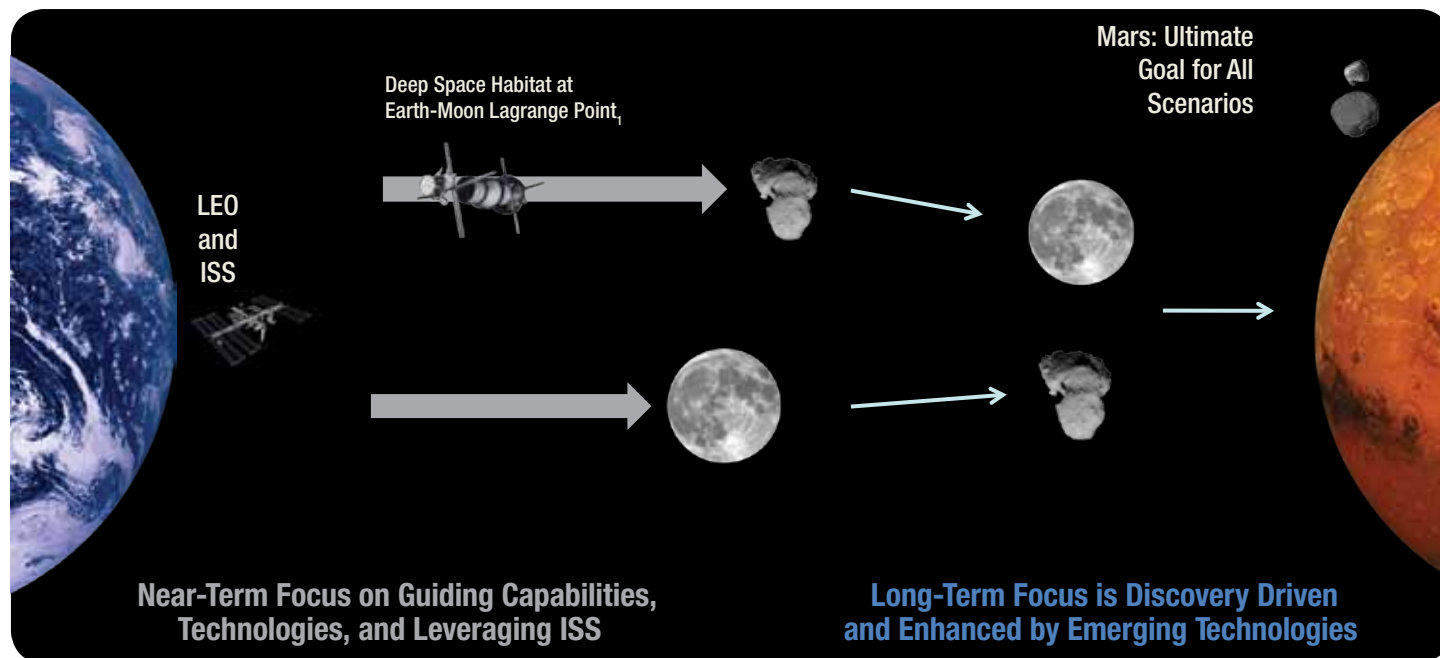 Mars: Ultimate
Goal for All
Scenarios
Deep Space Habitat at
Earth-Moon Lagrange Point1
LEO
and
ISS
Near-Term Focus on Guiding Capabilities,
Technologies, and Leveraging ISS
Long-Term Focus is Discovery Driven
and Enhanced by Emerging Technologies